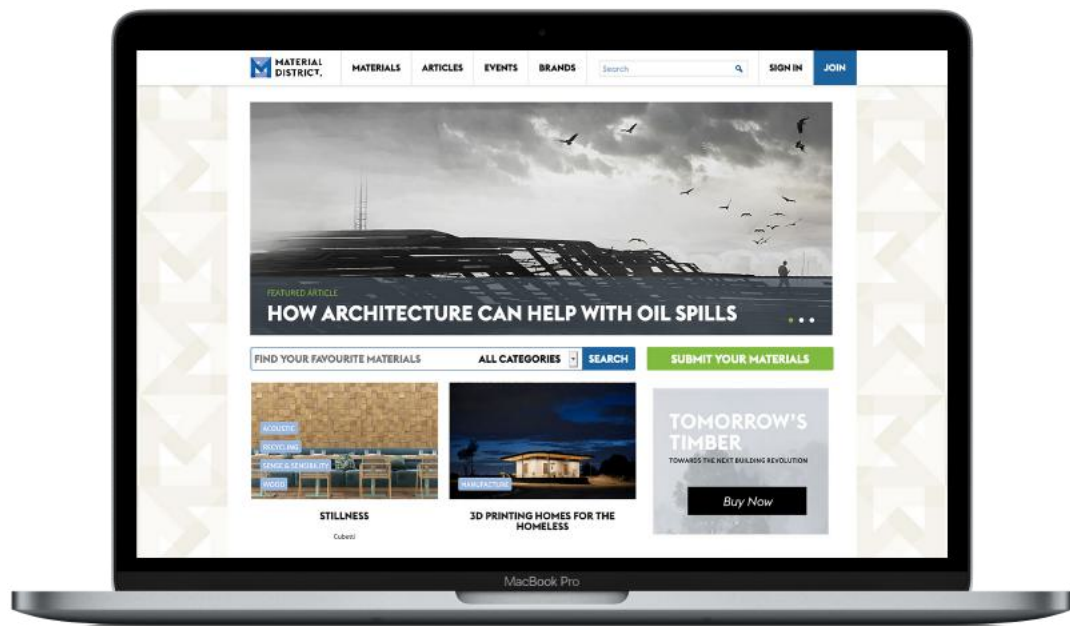 MATERIAL
DISTRICT.
MATERIALS
ARTICLES
EVENTS
BRANDS
Search
SIGN IN
JOIN
FEATURED ARTICLE
HOW ARCHITECTURE CAN HELP WITH OIL SPILLS
FIND YOUR FAVOURITE MATERIALS
ALL CATEGORIES
SEARCH
SUBMIT YOUR MATERIALS
ACOUSTIC
RECYCLING
SENSE & SENSIBILITY
WOOD
STILLNESS
Cubetti
MANUFACTURE
3D PRINTING HOMES FOR THE
HOMELESS
TOMORROW'S
TIMBER
TOWARDS THE NEXT BUILDING REVOLUTION
Buy Now
MacBook Pro